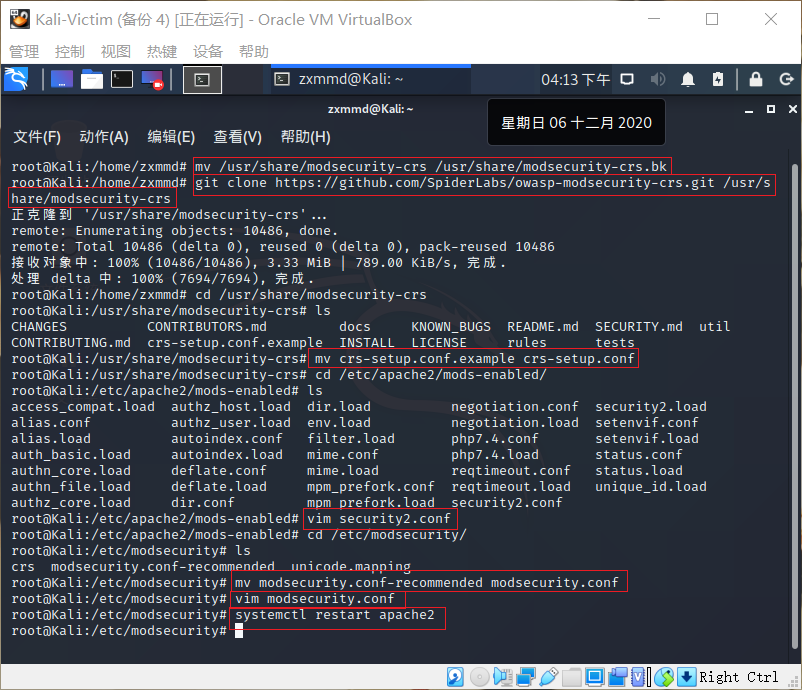 Kali-Victim (备份 4) [正在运行] - Oracle VM VirtualBox
管理 控制 视图 热键 设备 帮助
zxmmd@Kali: ~ 04:13 下午
zxmmd@Kali: ~
星期日 06 十二月 2020
文件(F) 动作(A) 编辑(E) 查看(V) 帮助(H)
root@Kali:/home/zxmmd# mv /usr/share/modsecurity-crs /usr/share/modsecurity-crs.bk
root@Kali:/home/zxmmd# git clone https://github.com/SpiderLabs/owasp-modsecurity-crs.git /usr/s
hare/modsecurity-crs
正克隆到 '/usr/share/modsecurity-crs'...
remote: Enumerating objects: 10486, done.
remote: Total 10486 (delta 0), reused 0 (delta 0), pack-reused 10486
接收对象中: 100% (10486/10486), 3.33 MiB | 789.00 KiB/s, 完成.
处理 delta 中: 100% (7694/7694), 完成.
root@Kali:/home/zxmmd# cd /usr/share/modsecurity-crs
root@Kali:/usr/share/modsecurity-crs# ls
CHANGES CONTRIBUTORS.md docs KNOWN_BUGS README.md SECURITY.md util
CONTRIBUTING.md crs-setup.conf.example INSTALL LICENSE rules tests
root@Kali:/usr/share/modsecurity-crs# mv crs-setup.conf.example crs-setup.conf
root@Kali:/usr/share/modsecurity-crs# cd /etc/apache2/mods-enabled/
root@Kali:/etc/apache2/mods-enabled# ls
access_compat.load authz_host.load dir.load negotiation.conf security2.load
alias.conf authz_user.load env.load negotiation.load setenvif.conf
alias.load autoindex.conf filter.load php7.4.conf setenvif.load
auth_basic.load autoindex.load mime.conf php7.4.load status.conf
authn_core.load deflate.conf mime.load reqtimeout.conf status.load
authn_file.load deflate.load mpm_prefork.conf reqtimeout.load unique_id.load
authz_core.load dir.conf mpm_prefork.load security2.conf
root@Kali:/etc/apache2/mods-enabled# vim security2.conf
root@Kali:/etc/apache2/mods-enabled# cd /etc/modsecurity/
root@Kali:/etc/modsecurity# ls
crs modsecurity.conf-recommended unicode.mapping
root@Kali:/etc/modsecurity# mv modsecurity.conf-recommended modsecurity.conf
root@Kali:/etc/modsecurity# vim modsecurity.conf
root@Kali:/etc/modsecurity# systemctl restart apache2
root@Kali:/etc/modsecurity#
Right Ctrl